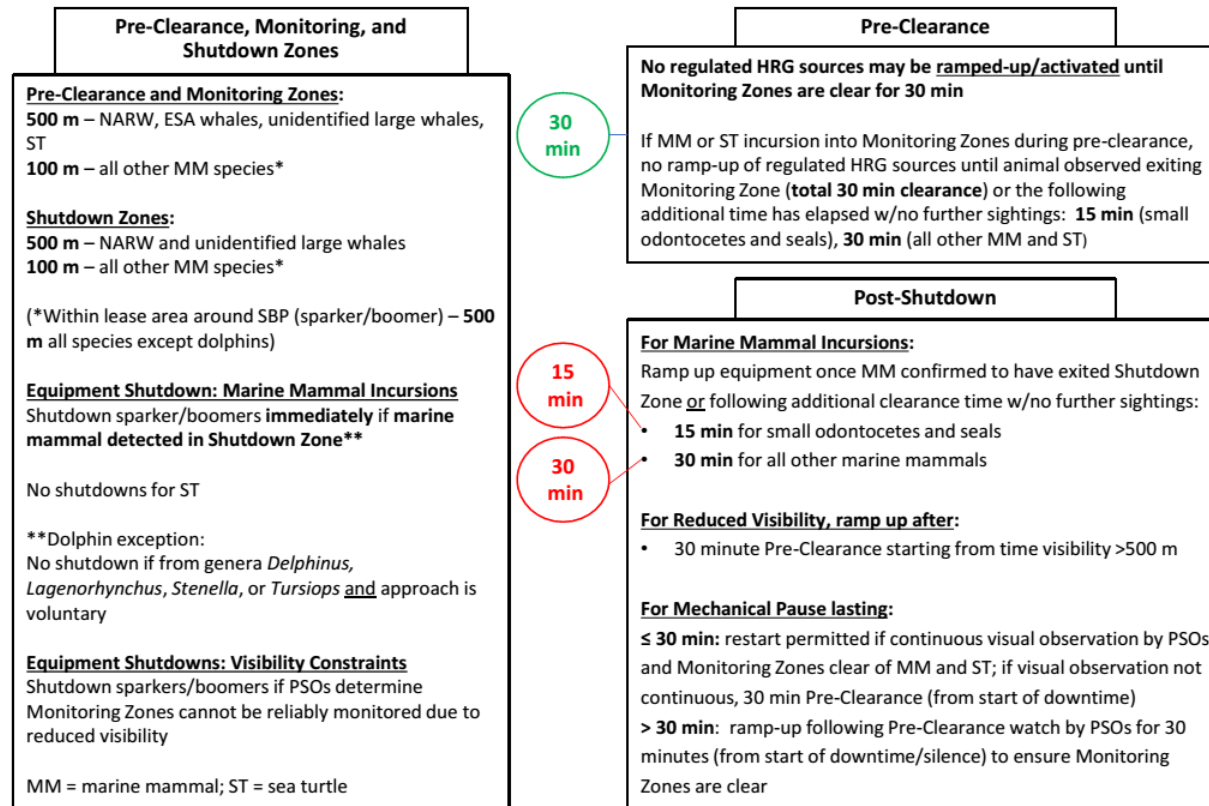 Pre-Clearance, Monitoring, and
Shutdown Zones
Pre-Clearance and Monitoring Zones:
500 m – NARW, ESA whales, unidentified large whales,
ST
100 m – all other MM species*
Shutdown Zones:
500 m – NARW and unidentified large whales
100 m – all other MM species*
(*Within lease area around SBP (sparker/boomer) – 500
m all species except dolphins)
Equipment Shutdown: Marine Mammal Incursions
Shutdown sparker/boomers immediately if marine
mammal detected in Shutdown Zone**
No shutdowns for ST
**Dolphin exception:
No shutdown if from genera Delphinus,
Lagenorhynchus, Stenella, or Tursiops and approach is
voluntary
Equipment Shutdowns: Visibility Constraints
Shutdown sparkers/boomers if PSOs determine
Monitoring Zones cannot be reliably monitored due to
reduced visibility
MM = marine mammal; ST = sea turtle
30
min
15
min
30
min
Pre-Clearance
No regulated HRG sources may be ramped-up/activated until
Monitoring Zones are clear for 30 min
If MM or ST incursion into Monitoring Zones during pre-clearance,
no ramp-up of regulated HRG sources until animal observed exiting
Monitoring Zone (total 30 min clearance) or the following
additional time has elapsed w/no further sightings: 15 min (small
odontocetes and seals), 30 min (all other MM and ST)
Post-Shutdown
For Marine Mammal Incursions:
Ramp up equipment once MM confirmed to have exited Shutdown
Zone or following additional clearance time w/no further sightings:
• 15 min for small odontocetes and seals
• 30 min for all other marine mammals
For Reduced Visibility, ramp up after:
• 30 minute Pre-Clearance starting from time visibility >500 m
For Mechanical Pause lasting:
≤ 30 min: restart permitted if continuous visual observation by PSOs
and Monitoring Zones clear of MM and ST; if visual observation not
continuous, 30 min Pre-Clearance (from start of downtime)
> 30 min: ramp-up following Pre-Clearance watch by PSOs for 30
minutes (from start of downtime/silence) to ensure Monitoring
Zones are clear